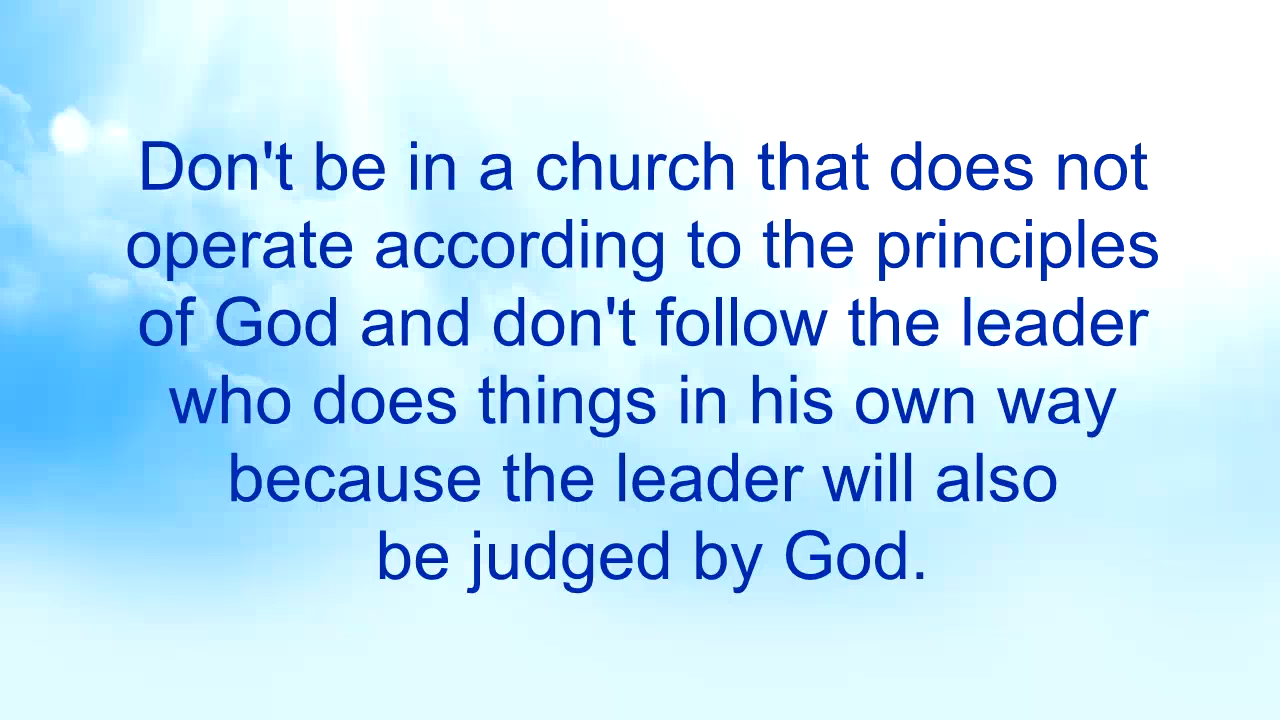 Don't be in a church that does not
operate according to the principles
of God and don't follow the leader
who does things in his own way
because the leader will also
be judged by God.